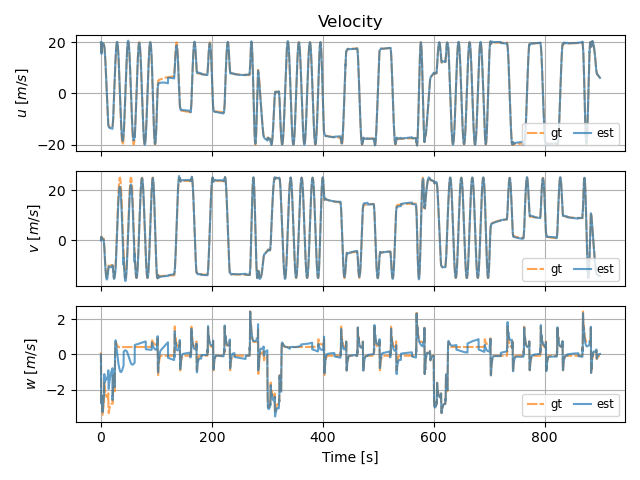 Velocity
u [m/s]
20
0
−20
gt est
v [m/s]
20
0
gt est
w [m/s]
2
0
−2
gt est
0 200 400 600 800
Time [s]